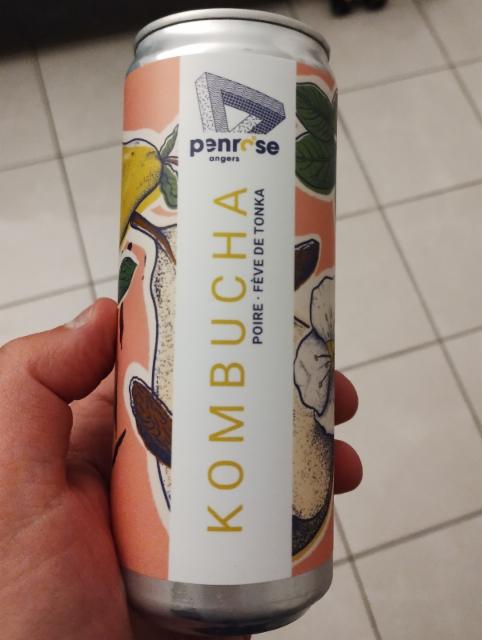 penrose
angers
KOMBUCHA
POIRE · FÈVE DE TONKA